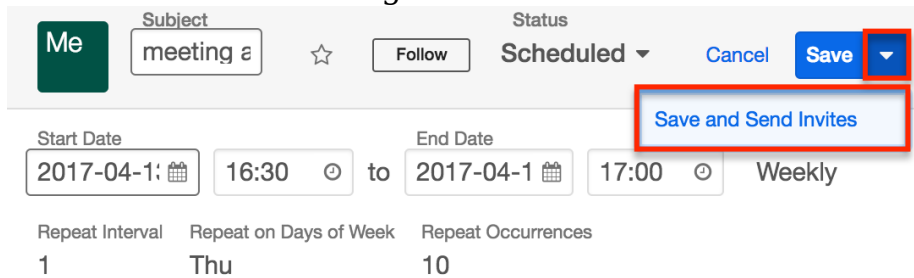 Subject
Status
Me meeting a Follow Scheduled Cancel Save
Save and Send Invites
Start Date End Date
2017-04-1 16:30 to 2017-04-1 17:00 Weekly
Repeat Interval Repeat on Days of Week Repeat Occurrences
1 Thu 10